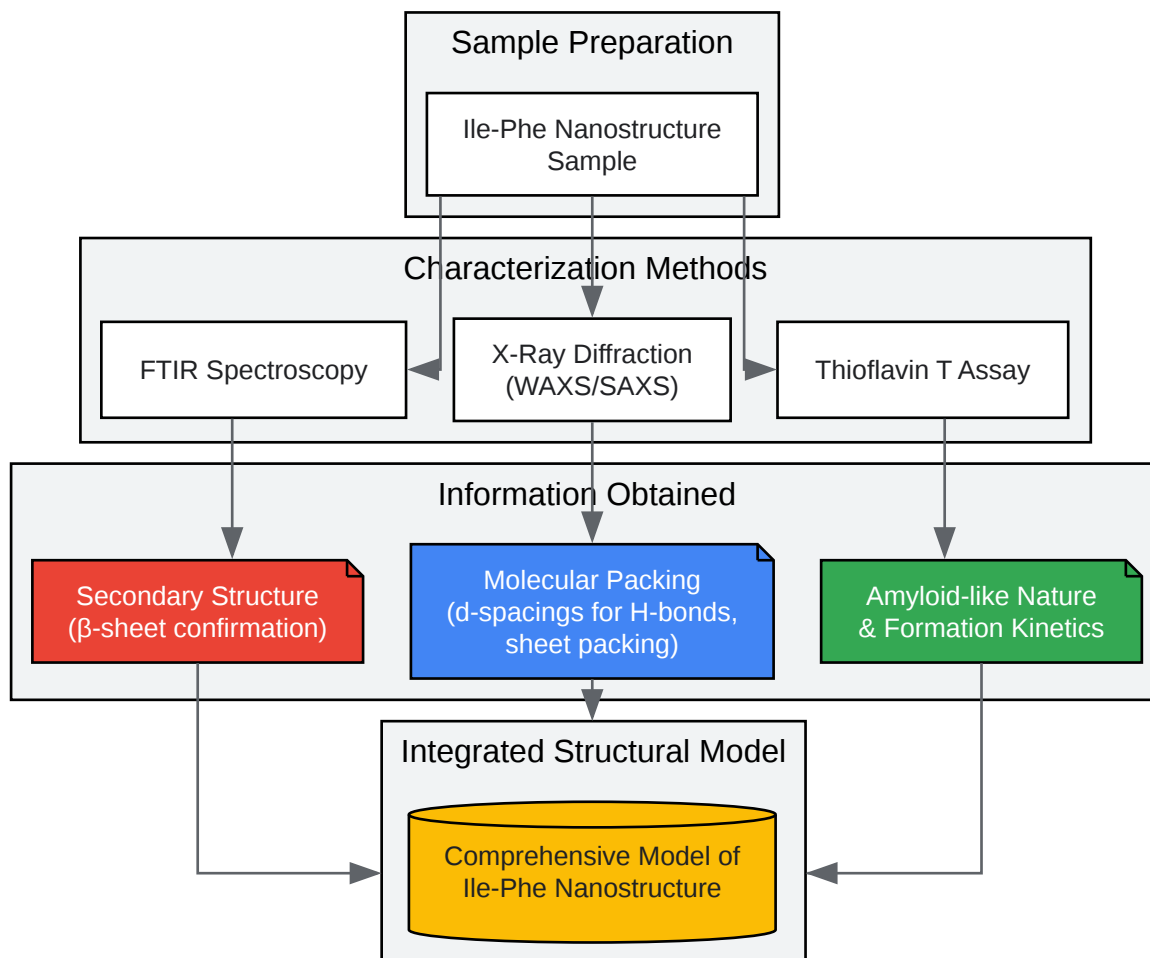 Sample Preparation
Ile-Phe Nanostructure
Sample
Characterization Methods
FTIR Spectroscopy
X-Ray Diffraction
(WAXS/SAXS)
Thioflavin T Assay
Information Obtained
Secondary Structure
(β-sheet confirmation)
Molecular Packing
(d-spacings for H-bonds,
sheet packing)
Amyloid-like Nature
& Formation Kinetics
Integrated Structural Model
Comprehensive Model of
Ile-Phe Nanostructure